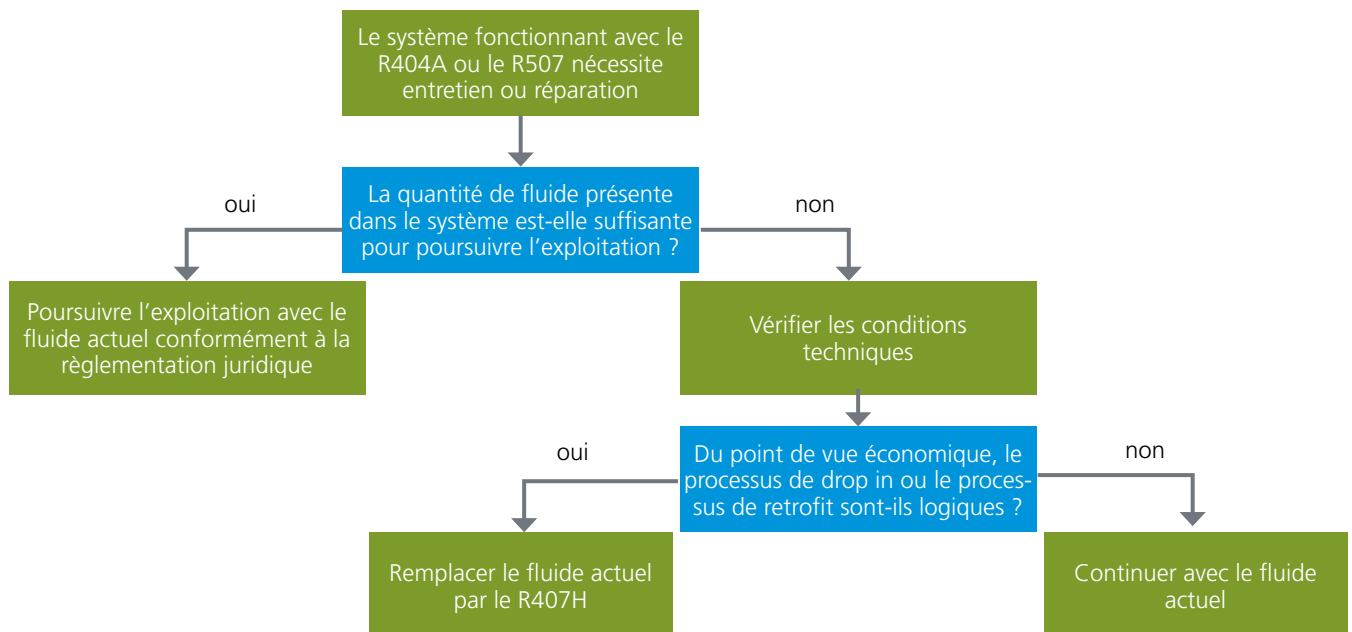 Le système fonctionnant avec le
R404A ou le R507 nécessite
entretien ou réparation
oui
La quantité de fluide présente
dans le système est-elle suffisante
pour poursuivre l’exploitation ?
non
Poursuivre l’exploitation avec le
fluide actuel conformément à la
règlementation juridique
Vérifier les conditions
techniques
oui
Du point de vue économique, le
processus de drop in ou le proces-
sus de retrofit sont-ils logiques ?
non
Remplacer le fluide actuel
par le R407H
Continuer avec le fluide
actuel